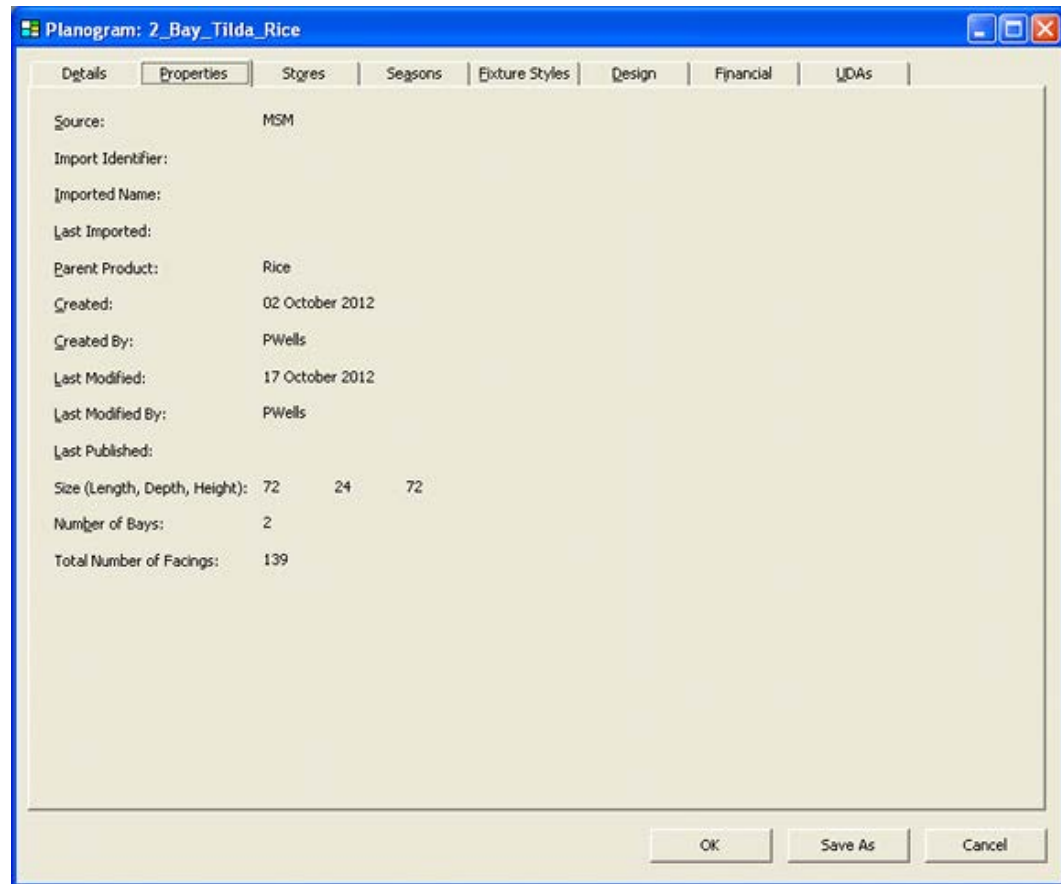 Planogram: 2_Bay_Tilda_Rice
Details Properties Stores Seasons Fixture Styles Design Financial UDAs
Source: MSM
Import Identifier:
Imported Name:
Last Imported:
Parent Product: Rice
Created: 02 October 2012
Created By: PWells
Last Modified: 17 October 2012
Last Modified By: PWells
Last Published:
Size (Length, Depth, Height): 72 24 72
Number of Bays: 2
Total Number of Facings: 139
OK Save As Cancel